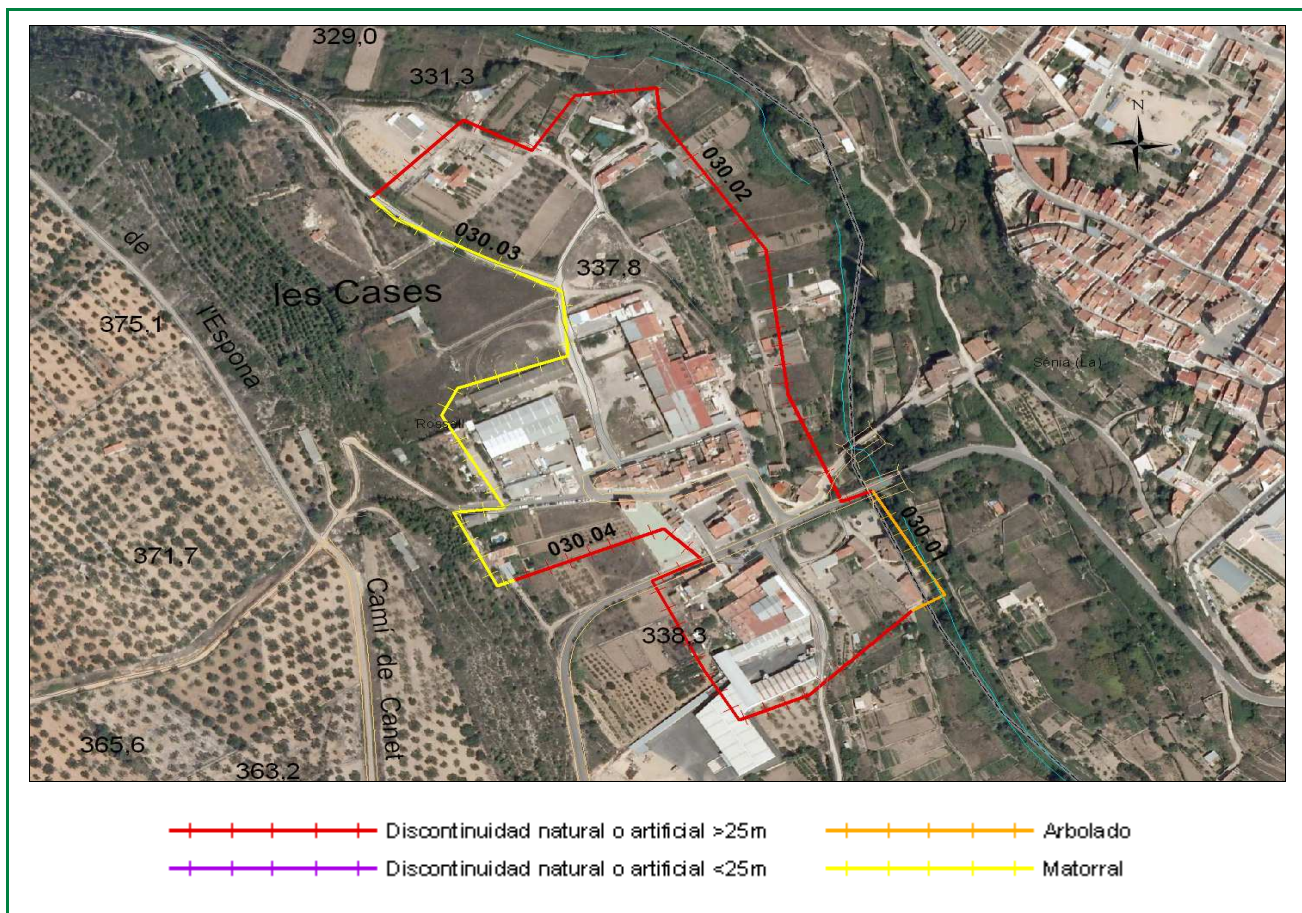 329,0
331,3
N
030.02
de
030.03
337,8
les Cases
375,1
l'Espona
Sénia (La)
Rossell
030.01
030.04
371,7
Camí de Canet
338,3
365,6
363,2
Discontinuidad natural o artificial >25m
Arbolado
Discontinuidad natural o artificial <25m
Matorral